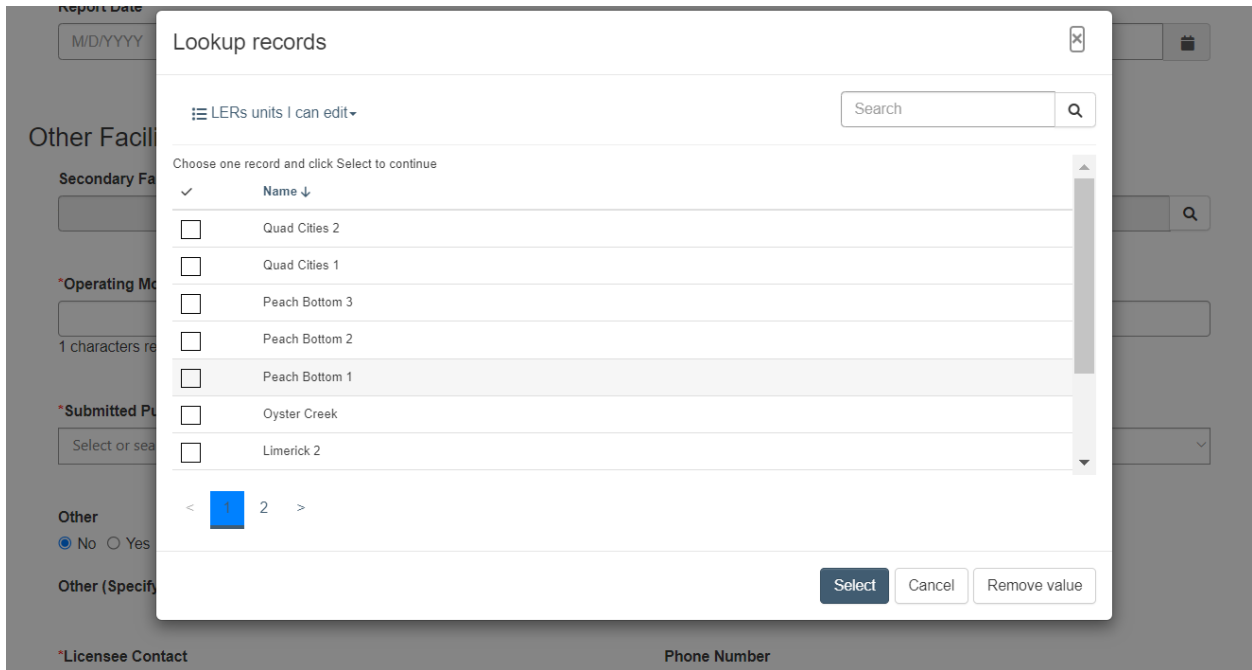 Report Date
M/D/YYYY
Lookup records
LERs units I can edit
Search
Other Facili
Choose one record and click Select to continue
Secondary Fa
Name
Quad Cities 2
Quad Cities 1
*Operating Mo
Peach Bottom 3
Peach Bottom 2
1 characters re
Peach Bottom 1
*Submitted Pu
Oyster Creek
Select or sea
Limerick 2
< 1 2 >
Other
No Yes
Other (Specify
Select Cancel Remove value
*Licensee Contact Phone Number